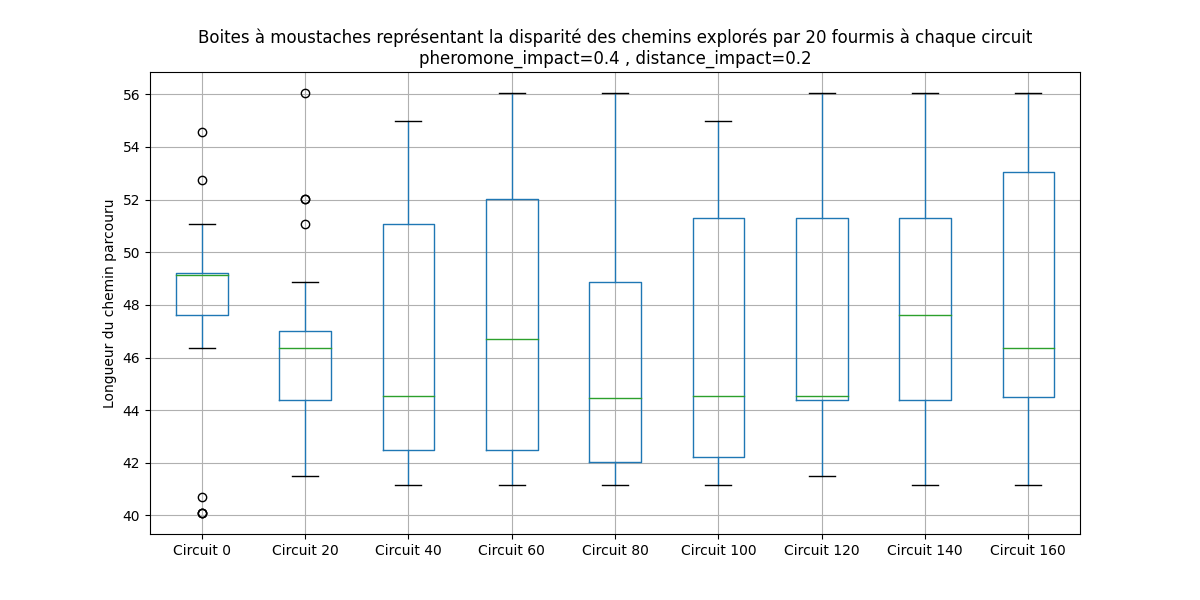 Boites à moustaches représentant la disparité des chemins explorés par 20 fourmis à chaque circuit
pheromone_impact=0.4 , distance_impact=0.2
Longueur du chemin parcouru
56
54
52
50
48
46
44
42
40
Circuit 0 Circuit 20 Circuit 40 Circuit 60 Circuit 80 Circuit 100 Circuit 120 Circuit 140 Circuit 160